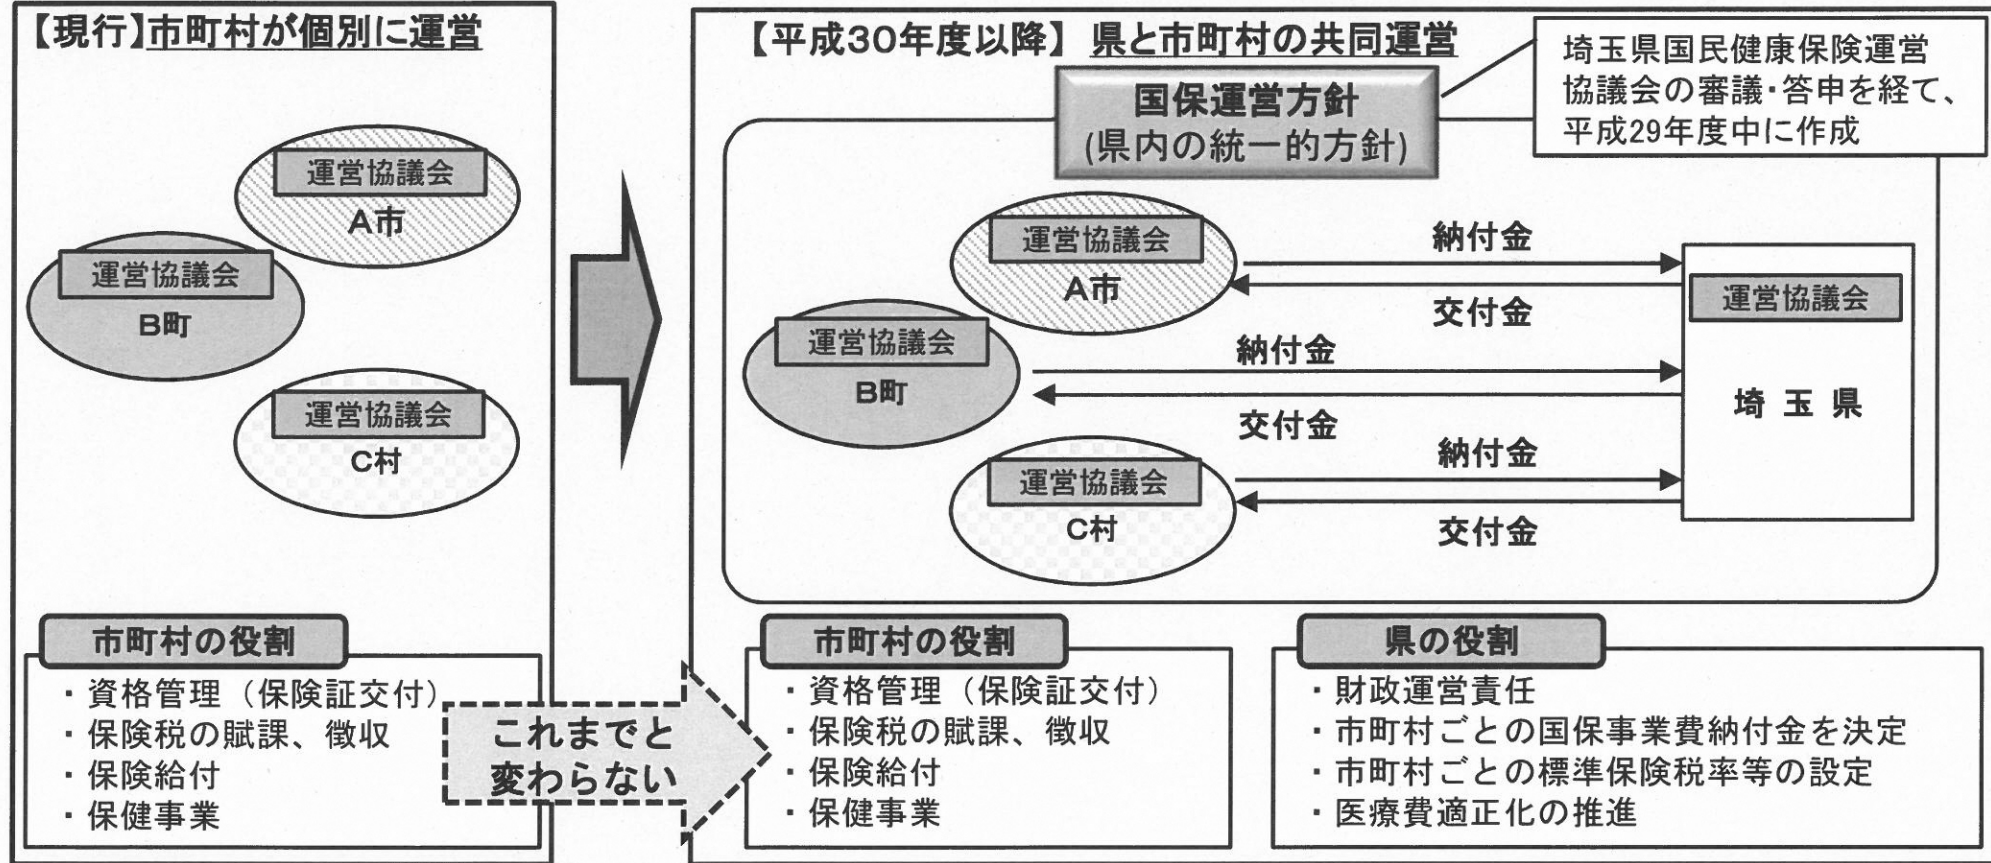 【現行】市町村が個別に運営
運営協議会
A市
運営協議会
B町
運営協議会
C村
市町村の役割
・資格管理（保険証交付）
・保険税の賦課、徴収
・保険給付
・保健事業
これまでと
変わらない
【平成30年度以降】県と市町村の共同運営
国保運営方針
(県内の統一的方針)
埼玉県国民健康保険運営
協議会の審議・答申を経て、
平成29年度中に作成
運営協議会
A市
運営協議会
B町
運営協議会
C村
納付金
交付金
納付金
交付金
納付金
交付金
運営協議会
埼玉県
市町村の役割
・資格管理（保険証交付）
・保険税の賦課、徴収
・保険給付
・保健事業
県の役割
・財政運営責任
・市町村ごとの国保事業費納付金を決定
・市町村ごとの標準保険税率等の設定
・医療費適正化の推進